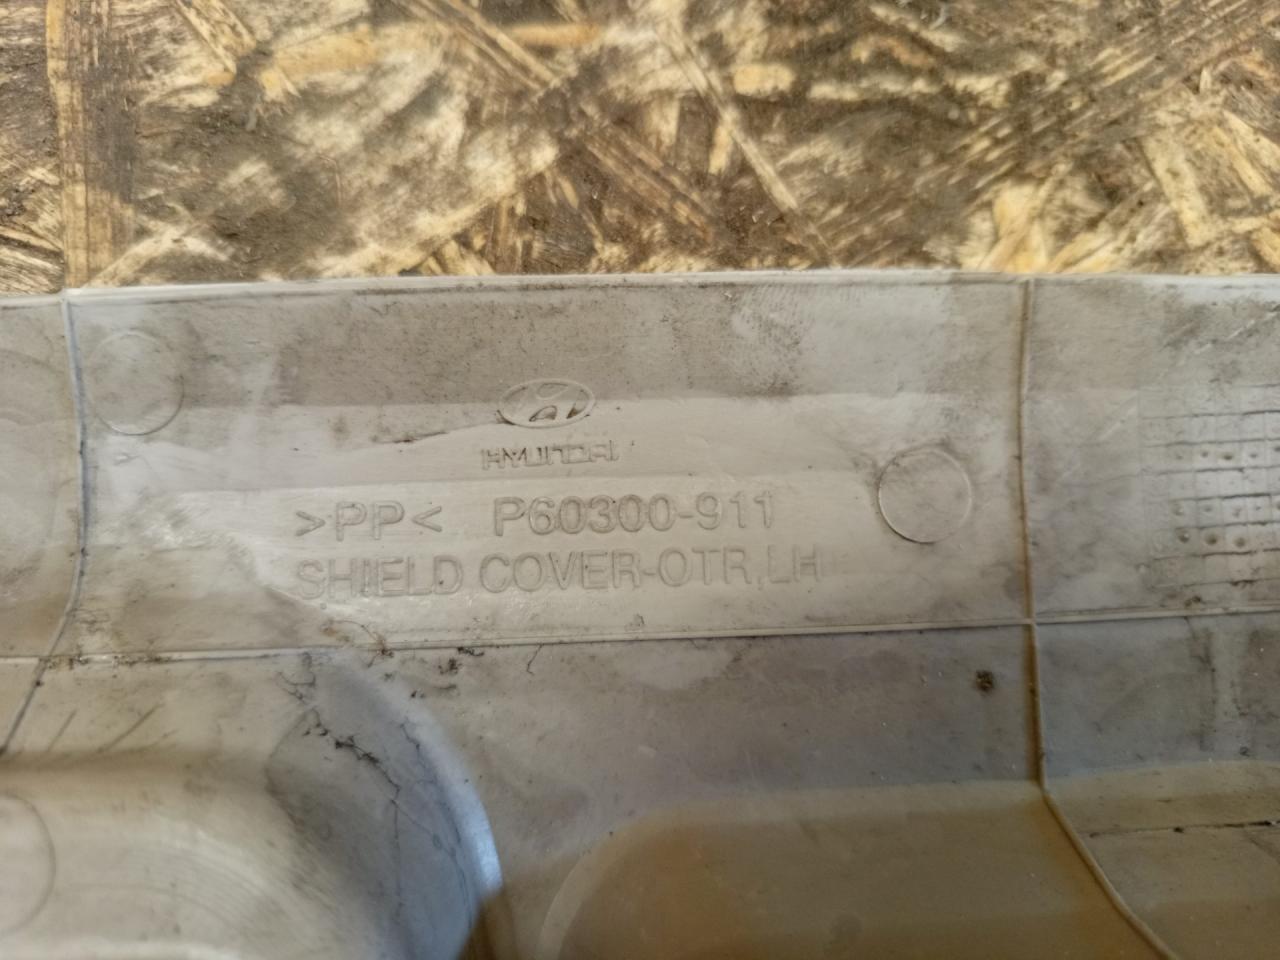 HYUNDAI
>PP< P60300-911
SHIELD COVER-OTR,LH